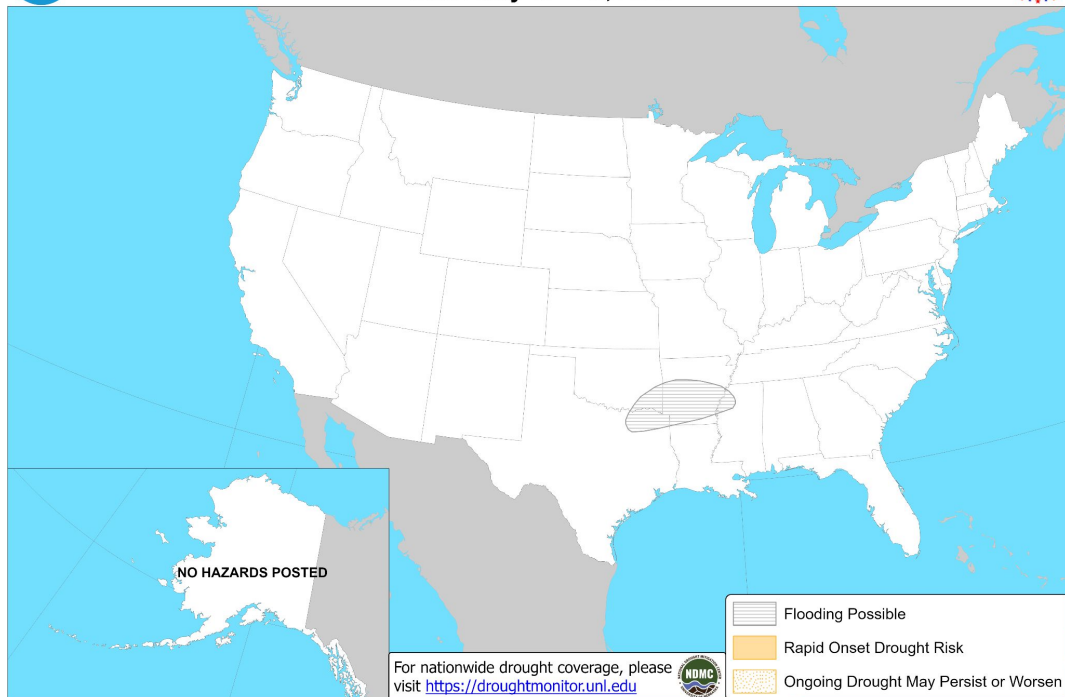 NO HAZARDS POSTED
For nationwide drought coverage, please
visit https://droughtmonitor.unl.edu
NDMC
Flooding Possible
Rapid Onset Drought Risk
Ongoing Drought May Persist or Worsen